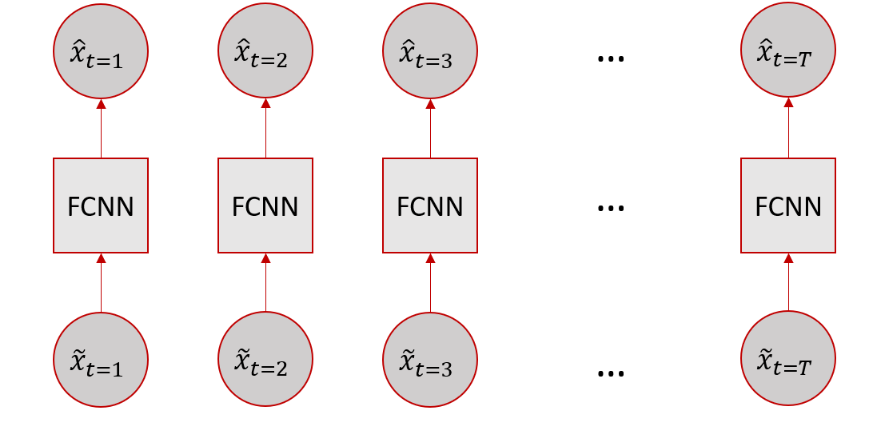 x̂ₜ₌₁ x̂ₜ₌₂ x̂ₜ₌₃ ... x̂_{t=T}
FCNN FCNN FCNN ... FCNN
x̃ₜ₌₁ x̃ₜ₌₂ x̃ₜ₌₃ ... x̃_{t=T}